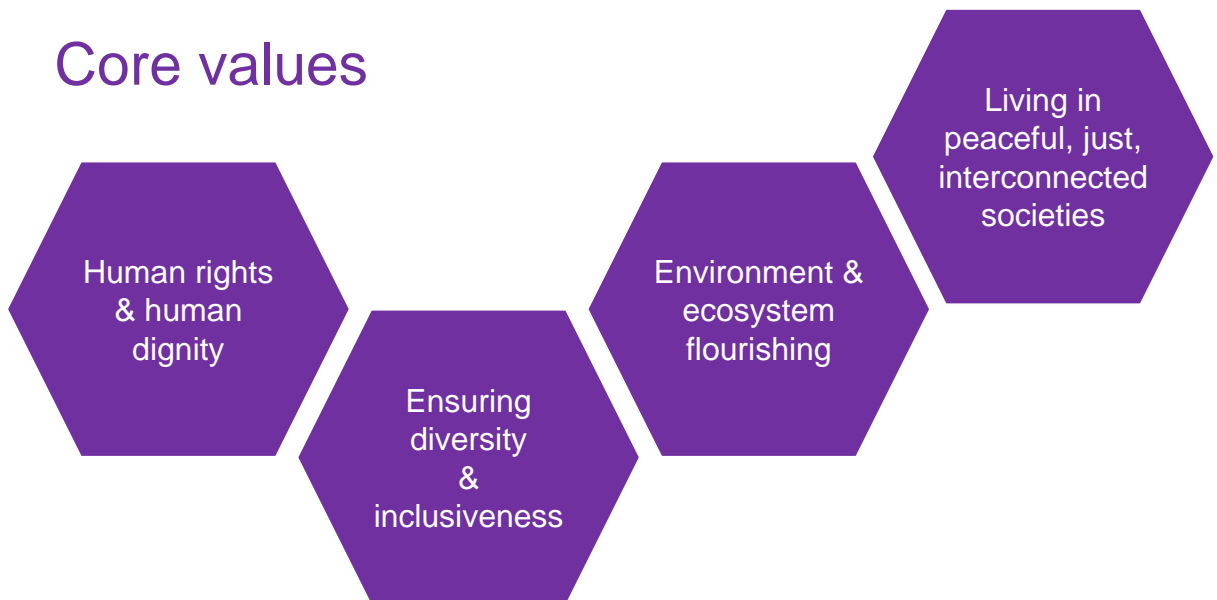 Core values
Human rights
& human
dignity
Ensuring
diversity
&
inclusiveness
Environment &
ecosystem
flourishing
Living in
peaceful, just,
interconnected
societies